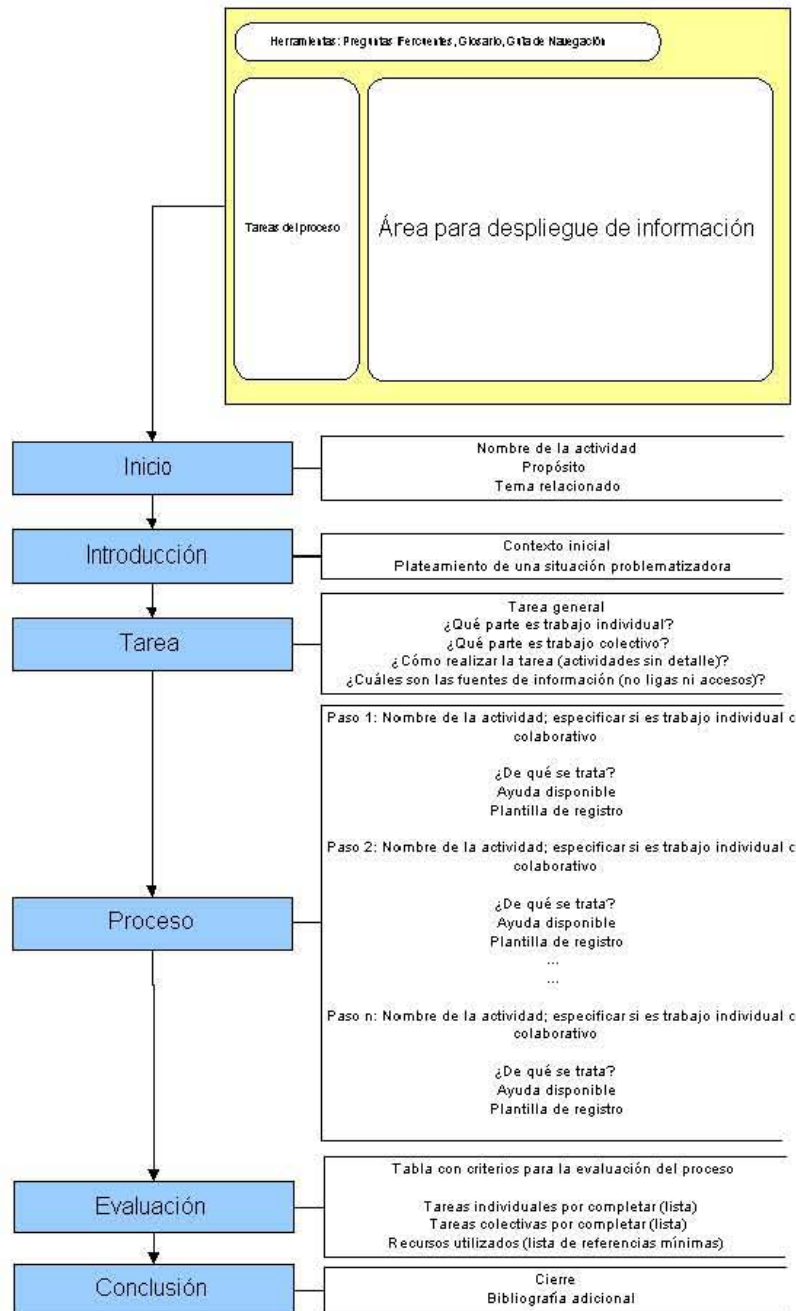 Herramientas: Preguntas Fercuentes, Glosario, Guía de Navegación
Tareas del proceso
Área para despliegue de información
Inicio
Nombre de la actividad
Propósito
Tema relacionado
Introducción
Contexto inicial
Plateamiento de una situación problematizadora
Tarea
Tarea general
¿Qué parte es trabajo individual?
¿Qué parte es trabajo colectivo?
¿Cómo realizar la tarea (actividades sin detalle)?
¿Cuáles son las fuentes de información (no ligas ni accesos)?
Proceso
Paso 1: Nombre de la actividad; especificar si es trabajo individual
colaborativo
¿De qué se trata?
Ayuda disponible
Plantilla de registro
Paso 2: Nombre de la actividad; especificar si es trabajo individual
colaborativo
¿De qué se trata?
Ayuda disponible
Plantilla de registro
...
...
Paso n: Nombre de la actividad; especificar si es trabajo individual
colaborativo
¿De qué se trata?
Ayuda disponible
Plantilla de registro
Evaluación
Tabla con criterios para la evaluación del proceso
Tareas individuales por completar (lista)
Tareas colectivas por completar (lista)
Recursos utilizados (lista de referencias mínimas)
Conclusión
Cierre
Bibliografía adicional